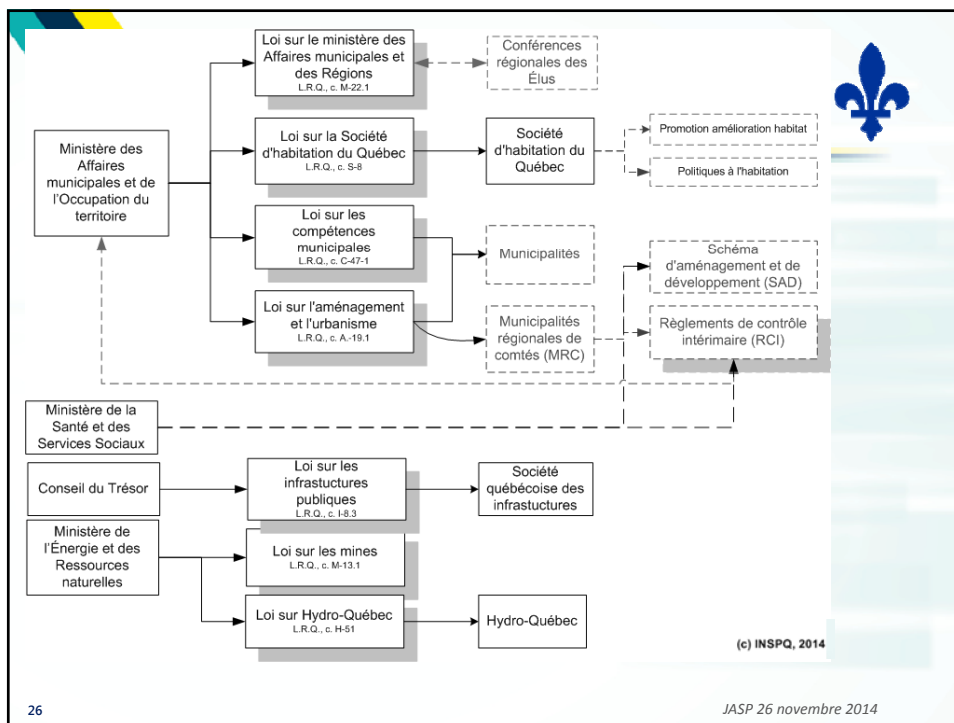 Loi sur le ministère des
Affaires municipales et
des Régions
L.R.Q., c. M-22.1
Conférences
régionales des
Élus
Ministère des
Affaires
municipales et de
l'Occupation du
territoire
Loi sur la Société
d'habitation du Québec
L.R.Q., c. S-8
Société
d'habitation du
Québec
Promotion amélioration habitat
Politiques à l'habitation
Loi sur les
compétences
municipales
L.R.Q., c. C-47-1
Municipalités
Schéma
d'aménagement et de
développement (SAD)
Loi sur l'aménagement
et l'urbanisme
L.R.Q., c. A.-19.1
Municipalités
régionales de
comtés (MRC)
Règlements de contrôle
intérimaire (RCI)
Ministère de la
Santé et des
Services Sociaux
Conseil du Trésor
Loi sur les
infrastuctures
publiques
L.R.Q., c. I-8.3
Société
québécoise des
infrastuctures
Ministère de
l'Énergie et des
Ressources
naturelles
Loi sur les mines
L.R.Q., c. M-13.1
Loi sur Hydro-Québec
L.R.Q., c. H-51
Hydro-Québec
(c) INSPQ, 2014
26
JASP 26 novembre 2014